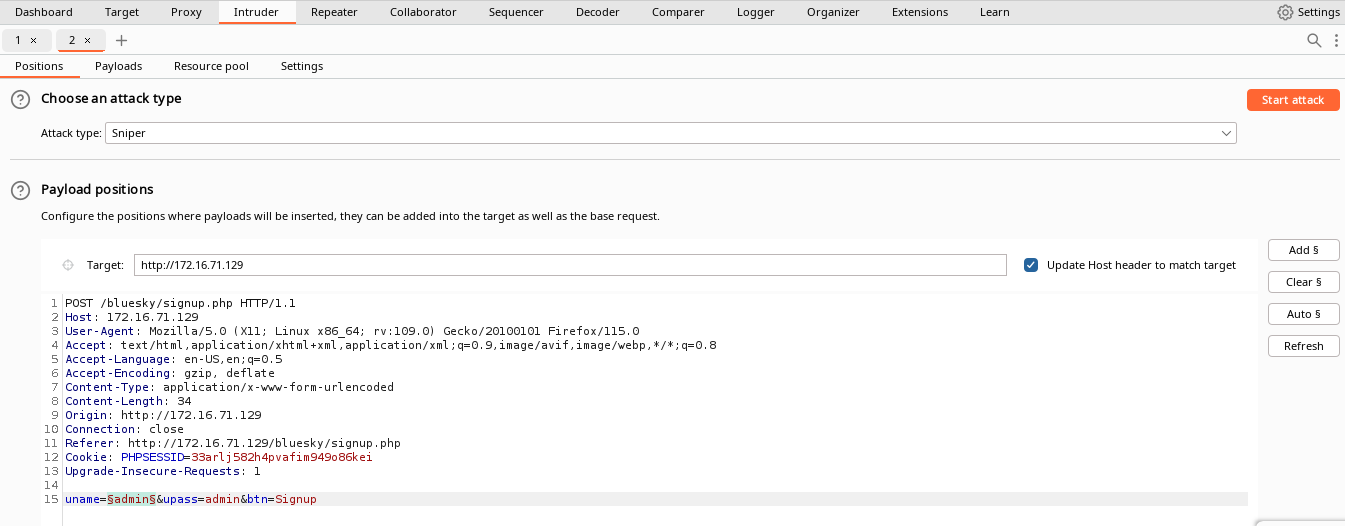 Dashboard Target Proxy Intruder Repeater Collaborator Sequencer Decoder Comparer Logger Organizer Extensions Learn Settings
1 × 2 × +
Positions Payloads Resource pool Settings
? Choose an attack type Start attack
Attack type: Sniper
? Payload positions
Configure the positions where payloads will be inserted, they can be added into the target as well as the base request.
Add §
Target: http://172.16.71.129 Update Host header to match target
Clear §
Auto §
Refresh
1 POST /bluesky/signup.php HTTP/1.1
2 Host: 172.16.71.129
3 User-Agent: Mozilla/5.0 (X11; Linux x86_64; rv:109.0) Gecko/20100101 Firefox/115.0
4 Accept: text/html,application/xhtml+xml,application/xml;q=0.9,image/avif,image/webp,*/*;q=0.8
5 Accept-Language: en-US,en;q=0.5
6 Accept-Encoding: gzip, deflate
7 Content-Type: application/x-www-form-urlencoded
8 Content-Length: 34
9 Origin: http://172.16.71.129
10 Connection: close
11 Referer: http://172.16.71.129/bluesky/signup.php
12 Cookie: PHPSESSID=33arlj582h4pvafim949o86kei
13 Upgrade-Insecure-Requests: 1
14
15 uname=§admin§&upass=admin&btn=Signup